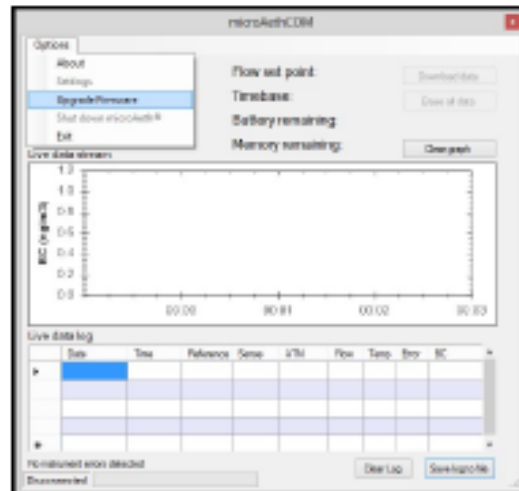 microAethCOM
Options
About
Settings
Upgrade Firmware
Shut down microAeth®
Exit
Flow set point:
Timebase:
Battery remaining:
Memory remaining:
Download data
Erase all data
Clear graph
Live data stream
BC (ng/m3)
1.2
1.0
0.8
0.6
0.4
0.2
0.0
00:00 00:01 00:02 00:03
Live data log
Date Time Reference Sense ATN Flow Temp Error BC
No instrument errors detected
Clear Log Save log to file
Disconnected